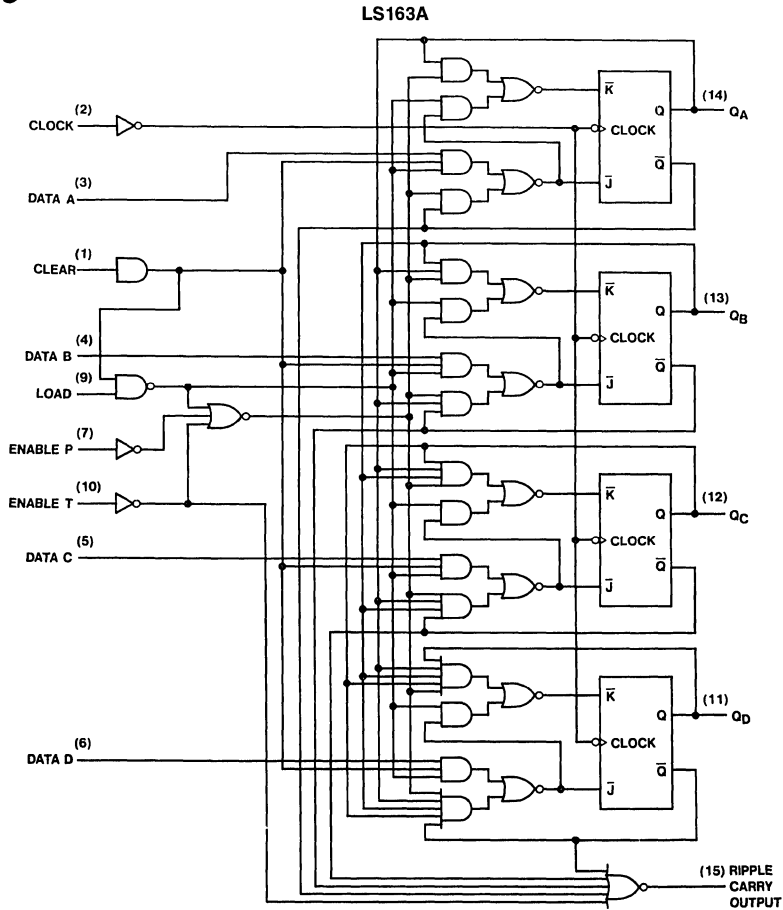 LS163A
CLOCK (2)
DATA A (3)
CLEAR (1)
DATA B (4)
LOAD (9)
ENABLE P (7)
ENABLE T (10)
DATA C (5)
DATA D (6)
K̅
Q (14) QA
CLOCK
Q̅
J̅
K̅
Q (13) QB
CLOCK
Q̅
J̅
K̅
Q (12) QC
CLOCK
Q̅
J̅
K̅
Q (11) QD
CLOCK
Q̅
J̅
(15) RIPPLE
CARRY
OUTPUT